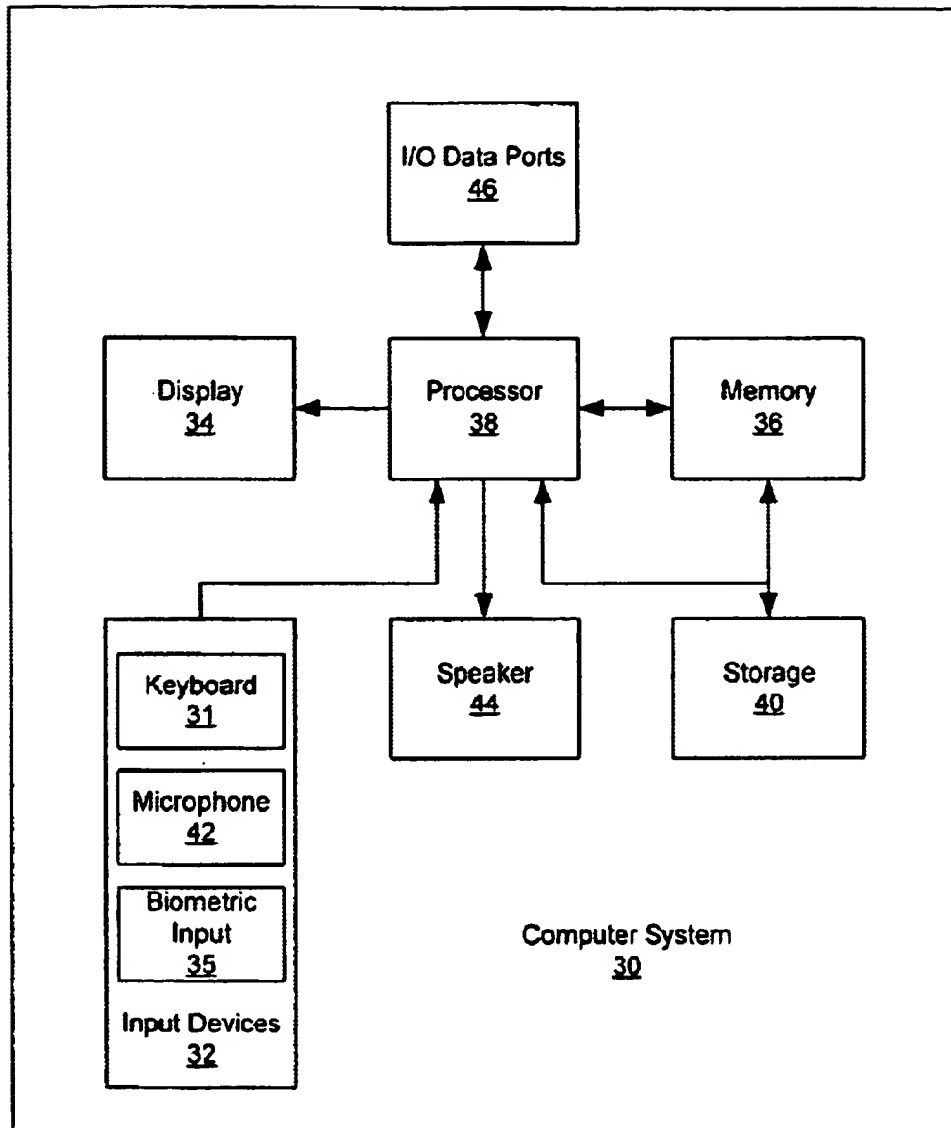 I/O Data Ports
46
Display
34
Processor
38
Memory
36
Keyboard
31
Microphone
42
Biometric
Input
35
Input Devices
32
Speaker
44
Storage
40
Computer System
30